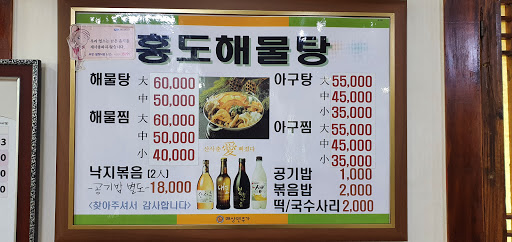 홍도해물탕
해물탕 大 60,000
中 50,000
해물찜 大 60,000
中 50,000
小 40,000
낙지볶음 (2人)
-공기밥 별도- 18,000
<찾아주셔서 감사합니다>
아구탕 大 55,000
中 45,000
小 35,000
아구찜 大 55,000
中 45,000
小 35,000
공기밥 1,000
볶음밥 2,000
떡/국수사리 2,000